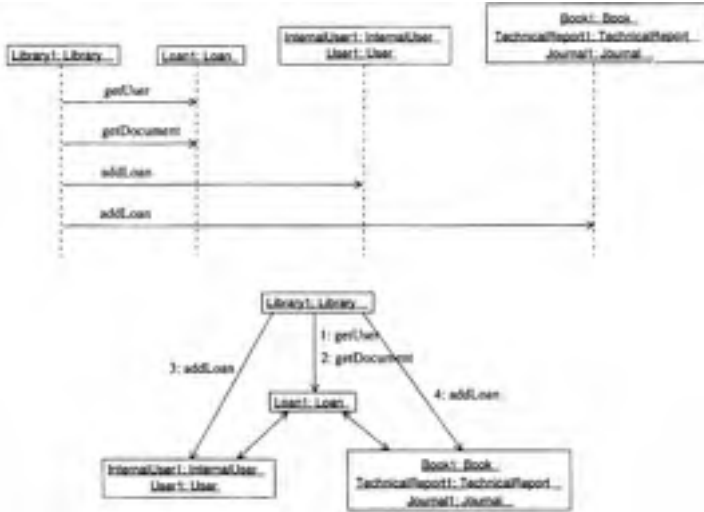 Book1: Book
InternalUser1: InternalUser
TechnicalReport1: TechnicalReport
Library1: Library
Loan1: Loan
User1: User
Journal1: Journal
getUser
getDocument
addLoan
addLoan
Library1: Library
1: getUser
2: getDocument
3: addLoan
4: addLoan
Loan1: Loan
InternalUser1: InternalUser
User1: User
Book1: Book
TechnicalReport1: TechnicalReport
Journal1: Journal